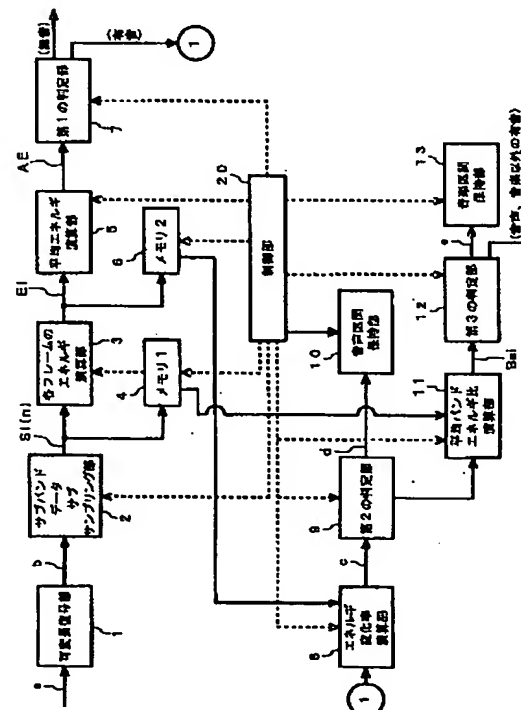 a
可変長復号部
1
b
サブバンド
データ
サブ
サンプリング部
2
Si(n)
各フレームの
エネルギ
演算部
3
メモリ1
4
Ei
平均エネルギ
演算部
5
メモリ2
6
AE
第1の判定部
7
(無音)
(有音)
1
制御部
20
1
エネルギ
変化率
演算部
8
c
第2の判定部
9
d
音声区間
保持部
10
平均バンド
エネルギ比
演算部
11
Bmi
第3の判定部
12
e
音楽区間
保持部
13
(音声、音楽以外の有音)